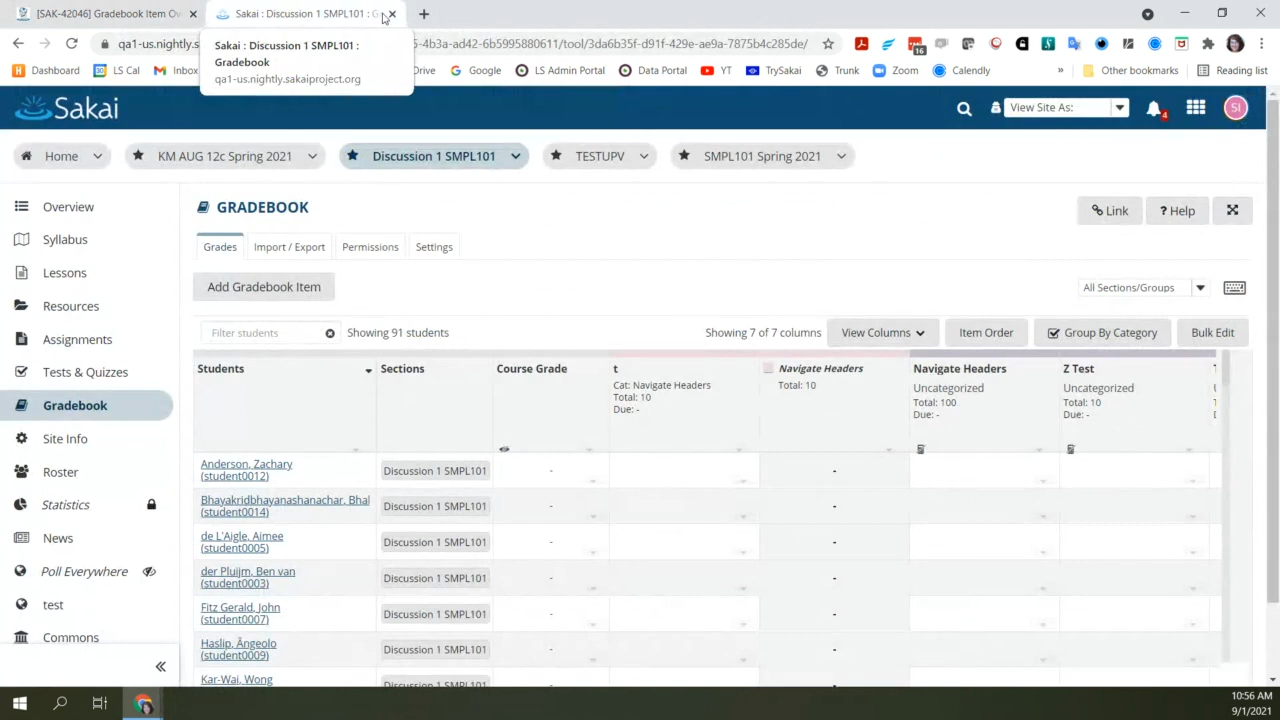 [SAK-42046] Gradebook Item Ov
Sakai : Discussion 1 SMPL101 : G
qa1-us.nightly.s
5-4b3a-ad42-6b5995880611/tool/3da6b35f-d91f-429e-ae9a-7875b4c285de/
16
Sakai : Discussion 1 SMPL101 :
Gradebook
qa1-us.nightly.sakaiproject.org
Dashboard
LS Cal
Inbox
Drive
Google
LS Admin Portal
Data Portal
YT
TrySakai
Trunk
Zoom
Calendly
»
Other bookmarks
Reading list
Sakai
View Site As:
4
SI
Home
KM AUG 12c Spring 2021
Discussion 1 SMPL101
TESTUPV
SMPL101 Spring 2021
Overview
Syllabus
Lessons
Resources
Assignments
Tests & Quizzes
Gradebook
Site Info
Roster
Statistics
News
Poll Everywhere
test
Commons
GRADEBOOK
Link
? Help
Grades
Import / Export
Permissions
Settings
Add Gradebook Item
All Sections/Groups
Filter students
Showing 91 students
Showing 7 of 7 columns
View Columns
Item Order
Group By Category
Bulk Edit
Students
Sections
Course Grade
t
Cat: Navigate Headers
Total: 10
Due: -
Navigate Headers
Total: 10
Navigate Headers
Uncategorized
Total: 100
Due: -
Z Test
Uncategorized
Total: 10
Due: -
Anderson, Zachary
(student0012)
Discussion 1 SMPL101
-
-
Bhayakridbhayanashanachar, Bhal
(student0014)
Discussion 1 SMPL101
-
-
de L'Aigle, Aimee
(student0005)
Discussion 1 SMPL101
-
-
der Pluijm, Ben van
(student0003)
Discussion 1 SMPL101
-
-
Fitz Gerald, John
(student0007)
Discussion 1 SMPL101
-
-
Haslip, Ängeolo
(student0009)
Discussion 1 SMPL101
-
-
Kar-Wai, Wong
Discussion 1 SMPL101
10:56 AM
9/1/2021